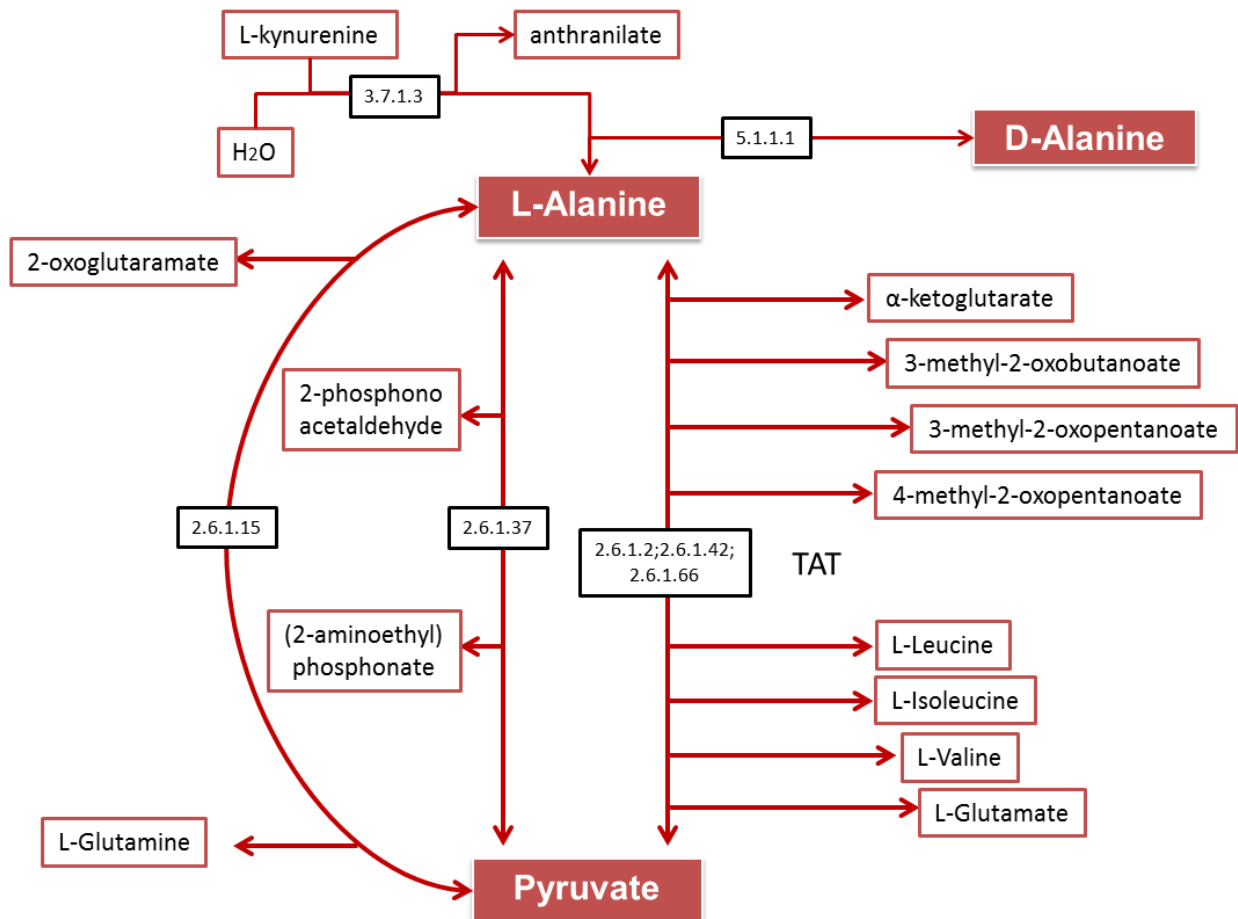 L-kynurenine
anthranilate
3.7.1.3
H2O
5.1.1.1
D-Alanine
L-Alanine
2-oxoglutaramate
α-ketoglutarate
3-methyl-2-oxobutanoate
2-phosphono
acetaldehyde
3-methyl-2-oxopentanoate
4-methyl-2-oxopentanoate
2.6.1.15
2.6.1.37
2.6.1.2;2.6.1.42;
2.6.1.66
TAT
(2-aminoethyl)
phosphonate
L-Leucine
L-Isoleucine
L-Valine
L-Glutamate
L-Glutamine
Pyruvate